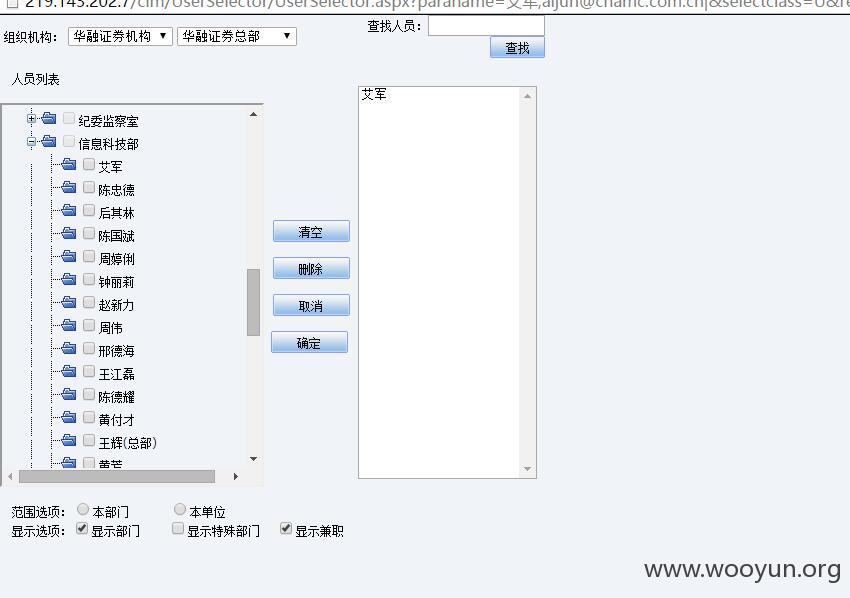 219.143.202.7/cim/UserSelector/UserSelector.aspx?paraname=艾军,aijun@chamc.com.cn|&selectclass=U&re
组织机构: 华融证券机构 华融证券总部
查找人员:
查找
人员列表
纪委监察室
信息科技部
艾军
陈忠德
后其林
陈国斌
周婷俐
钟丽莉
赵新力
周伟
邢德海
王江磊
陈德耀
黄付才
王辉(总部)
黄芳
艾军
清空
删除
取消
确定
范围选项: 本部门 本单位
显示选项: 显示部门 显示特殊部门 显示兼职
www.wooyun.org